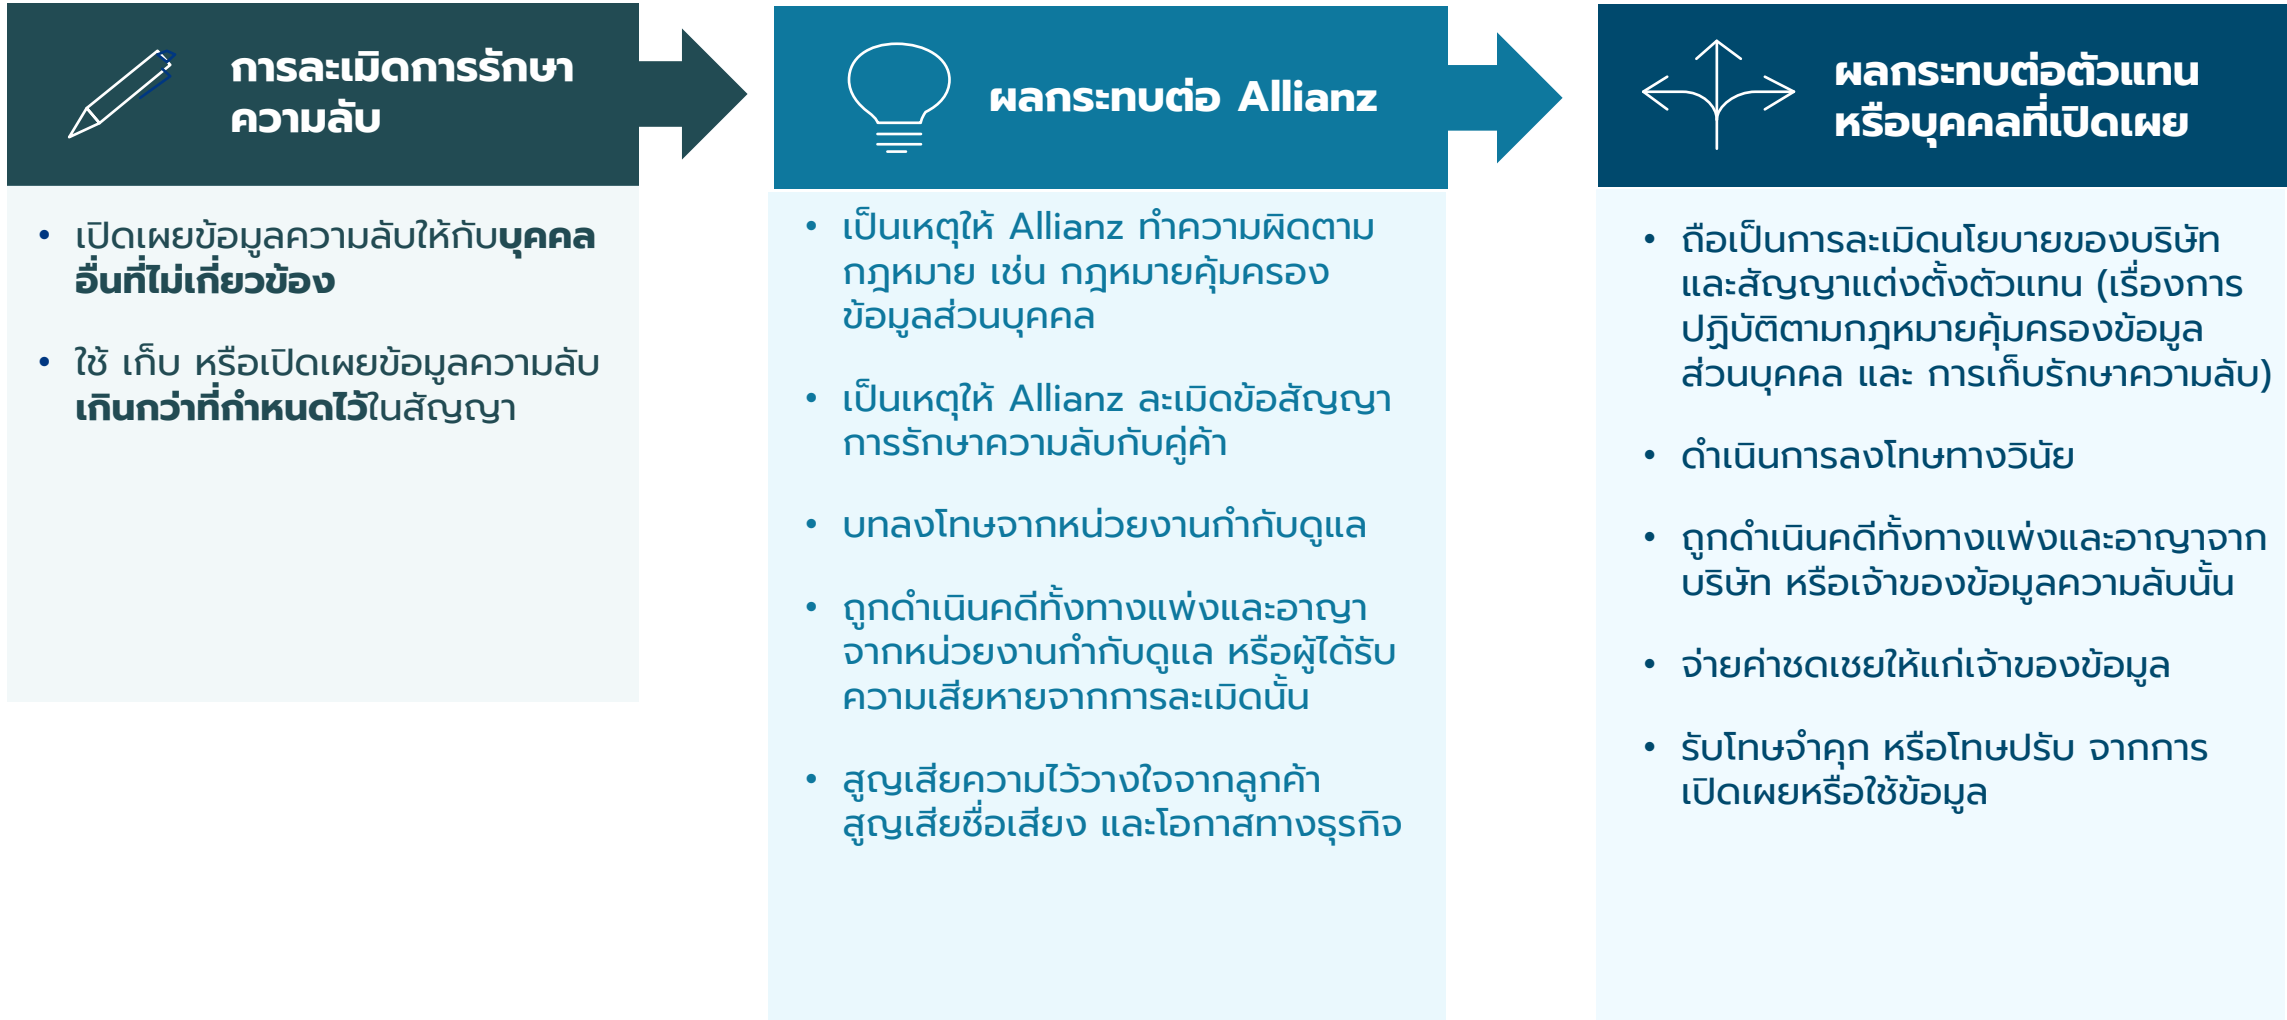 การละเมิดการรักษา
ความลับ
• เปิดเผยข้อมูลความลับให้กับบุคคล
อื่นที่ไม่เกี่ยวข้อง
• ใช้ เก็บ หรือเปิดเผยข้อมูลความลับ
เกินกว่าที่กำหนดไว้ในสัญญา
ผลกระทบต่อ Allianz
• เป็นเหตุให้ Allianz ทำความผิดตาม
กฎหมาย เช่น กฎหมายคุ้มครอง
ข้อมูลส่วนบุคคล
• เป็นเหตุให้ Allianz ละเมิดข้อสัญญา
การรักษาความลับกับคู่ค้า
• บทลงโทษจากหน่วยงานกำกับดูแล
• ถูกดำเนินคดีทั้งทางแพ่งและอาญา
จากหน่วยงานกำกับดูแล หรือผู้ได้รับ
ความเสียหายจากการละเมิดนั้น
• สูญเสียความไว้วางใจจากลูกค้า
สูญเสียชื่อเสียง และโอกาสทางธุรกิจ
ผลกระทบต่อตัวแทน
หรือบุคคลที่เปิดเผย
• ถือเป็นการละเมิดนโยบายของบริษัท
และสัญญาแต่งตั้งตัวแทน (เรื่องการ
ปฏิบัติตามกฎหมายคุ้มครองข้อมูล
ส่วนบุคคล และ การเก็บรักษาความลับ)
• ดำเนินการลงโทษทางวินัย
• ถูกดำเนินคดีทั้งทางแพ่งและอาญาจาก
บริษัท หรือเจ้าของข้อมูลความลับนั้น
• จ่ายค่าชดเชยให้แก่เจ้าของข้อมูล
• รับโทษจำคุก หรือโทษปรับ จากการ
เปิดเผยหรือใช้ข้อมูล